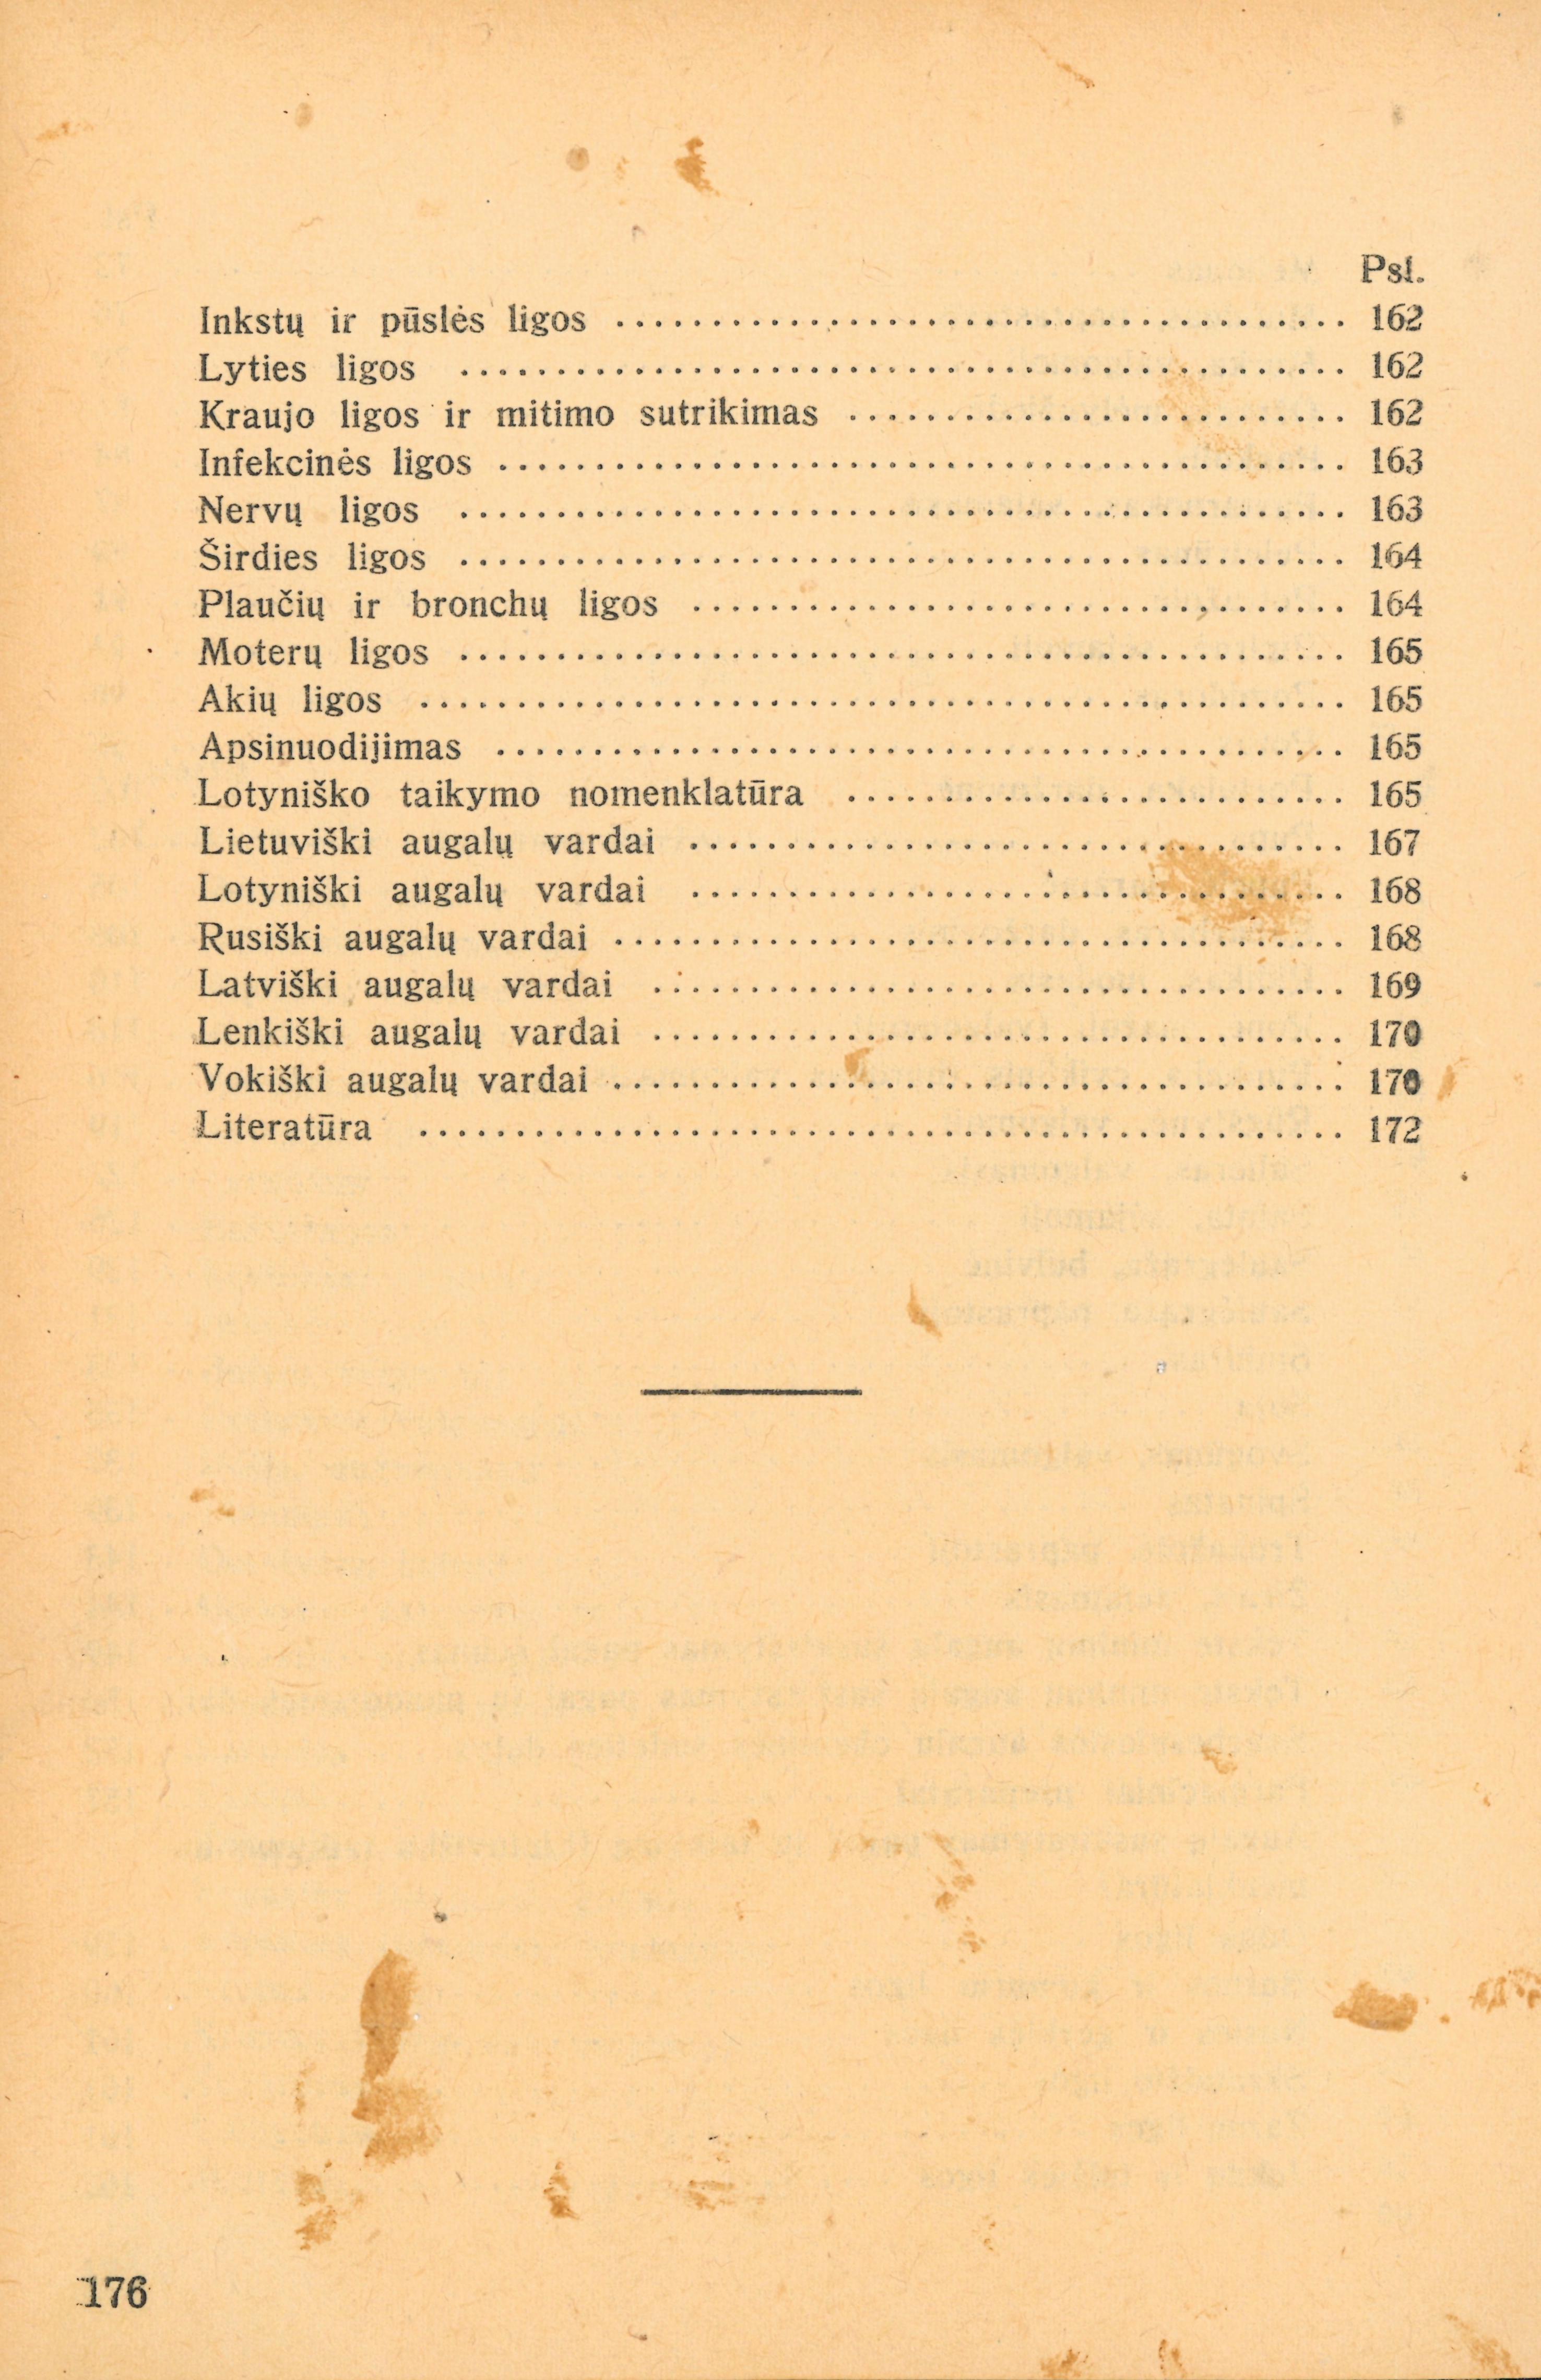 Psl.
Inkstų ir pūslės ligos ........ 162
Lyties ligos ........ 162
Kraujo ligos ir mitimo sutrikimas ........ 162
Infekcinės ligos ........ 163
Nervų ligos ........ 163
Širdies ligos ........ 164
Plaučių ir bronchų ligos ........ 164
Moterų ligos ........ 165
Akių ligos ........ 165
Apsinuodijimas ........ 165
Lotyniško taikymo nomenklatūra ........ 165
Lietuviški augalų vardai ........ 167
Lotyniški augalų vardai ........ 168
Rusiški augalų vardai ........ 168
Latviški augalų vardai ........ 169
Lenkiški augalų vardai ........ 170
Vokiški augalų vardai ........ 170
Literatūra ........ 172
176